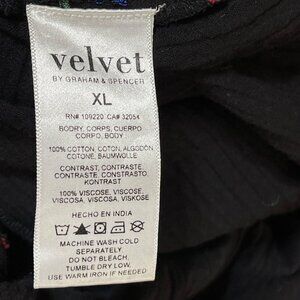 velvet
BY GRAHAM & SPENCER
XL
RN# 109220 CA# 32054
BODRY, CORPS, CUERPO
CORPO, BODY
100% COTTON, COTON, ALGODON
COTONE, BAUMWOLLE
CONTRAST, CONTRASTE
CONTRASTE, CONSTRASTO
KONTRAST
100% VISCOSE, VISCOSE,
VISCOSA, VISCOSA, VISKOSE
HECHO EN INDIA
MACHINE WASH COLD
SEPARATELY.
DO NOT BLEACH.
TUMBLE DRY LOW.
USE WARM IRON IF NEEDED